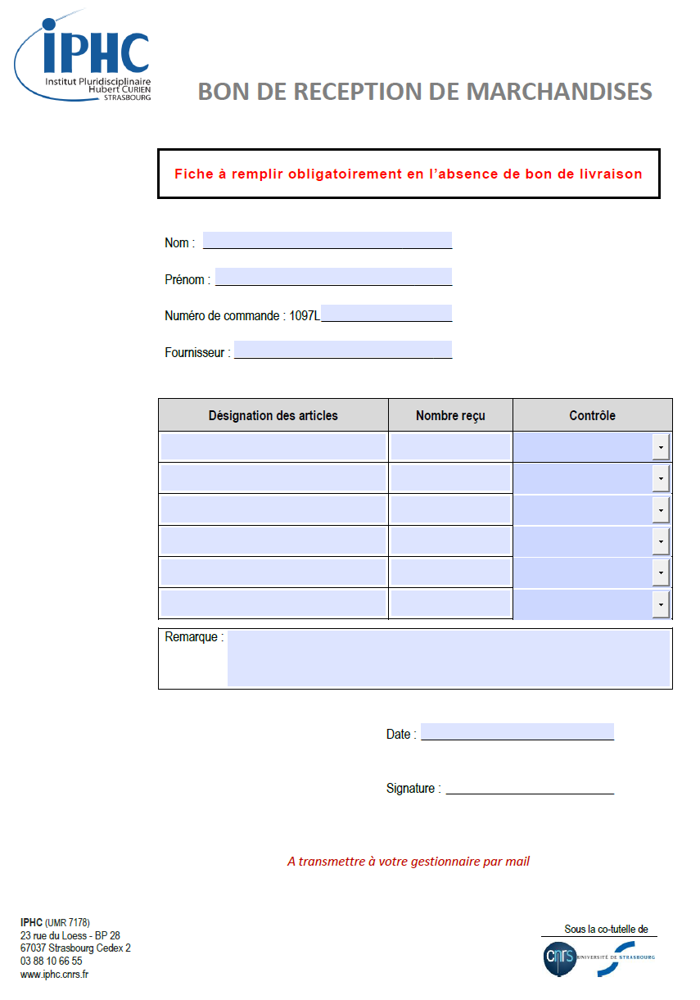 iPHC
Institut Pluridisciplinaire
Hubert CURIEN
STRASBOURG
BON DE RECEPTION DE MARCHANDISES
Fiche à remplir obligatoirement en l’absence de bon de livraison
Nom :
Prénom :
Numéro de commande : 1097L
Fournisseur :
Désignation des articles Nombre reçu Contrôle
Remarque :
Date :
Signature :
A transmettre à votre gestionnaire par mail
IPHC (UMR 7178)
23 rue du Loess - BP 28
67037 Strasbourg Cedex 2
03 88 10 66 55
www.iphc.cnrs.fr
Sous la co-tutelle de
cnrs
UNIVERSITÉ DE STRASBOURG